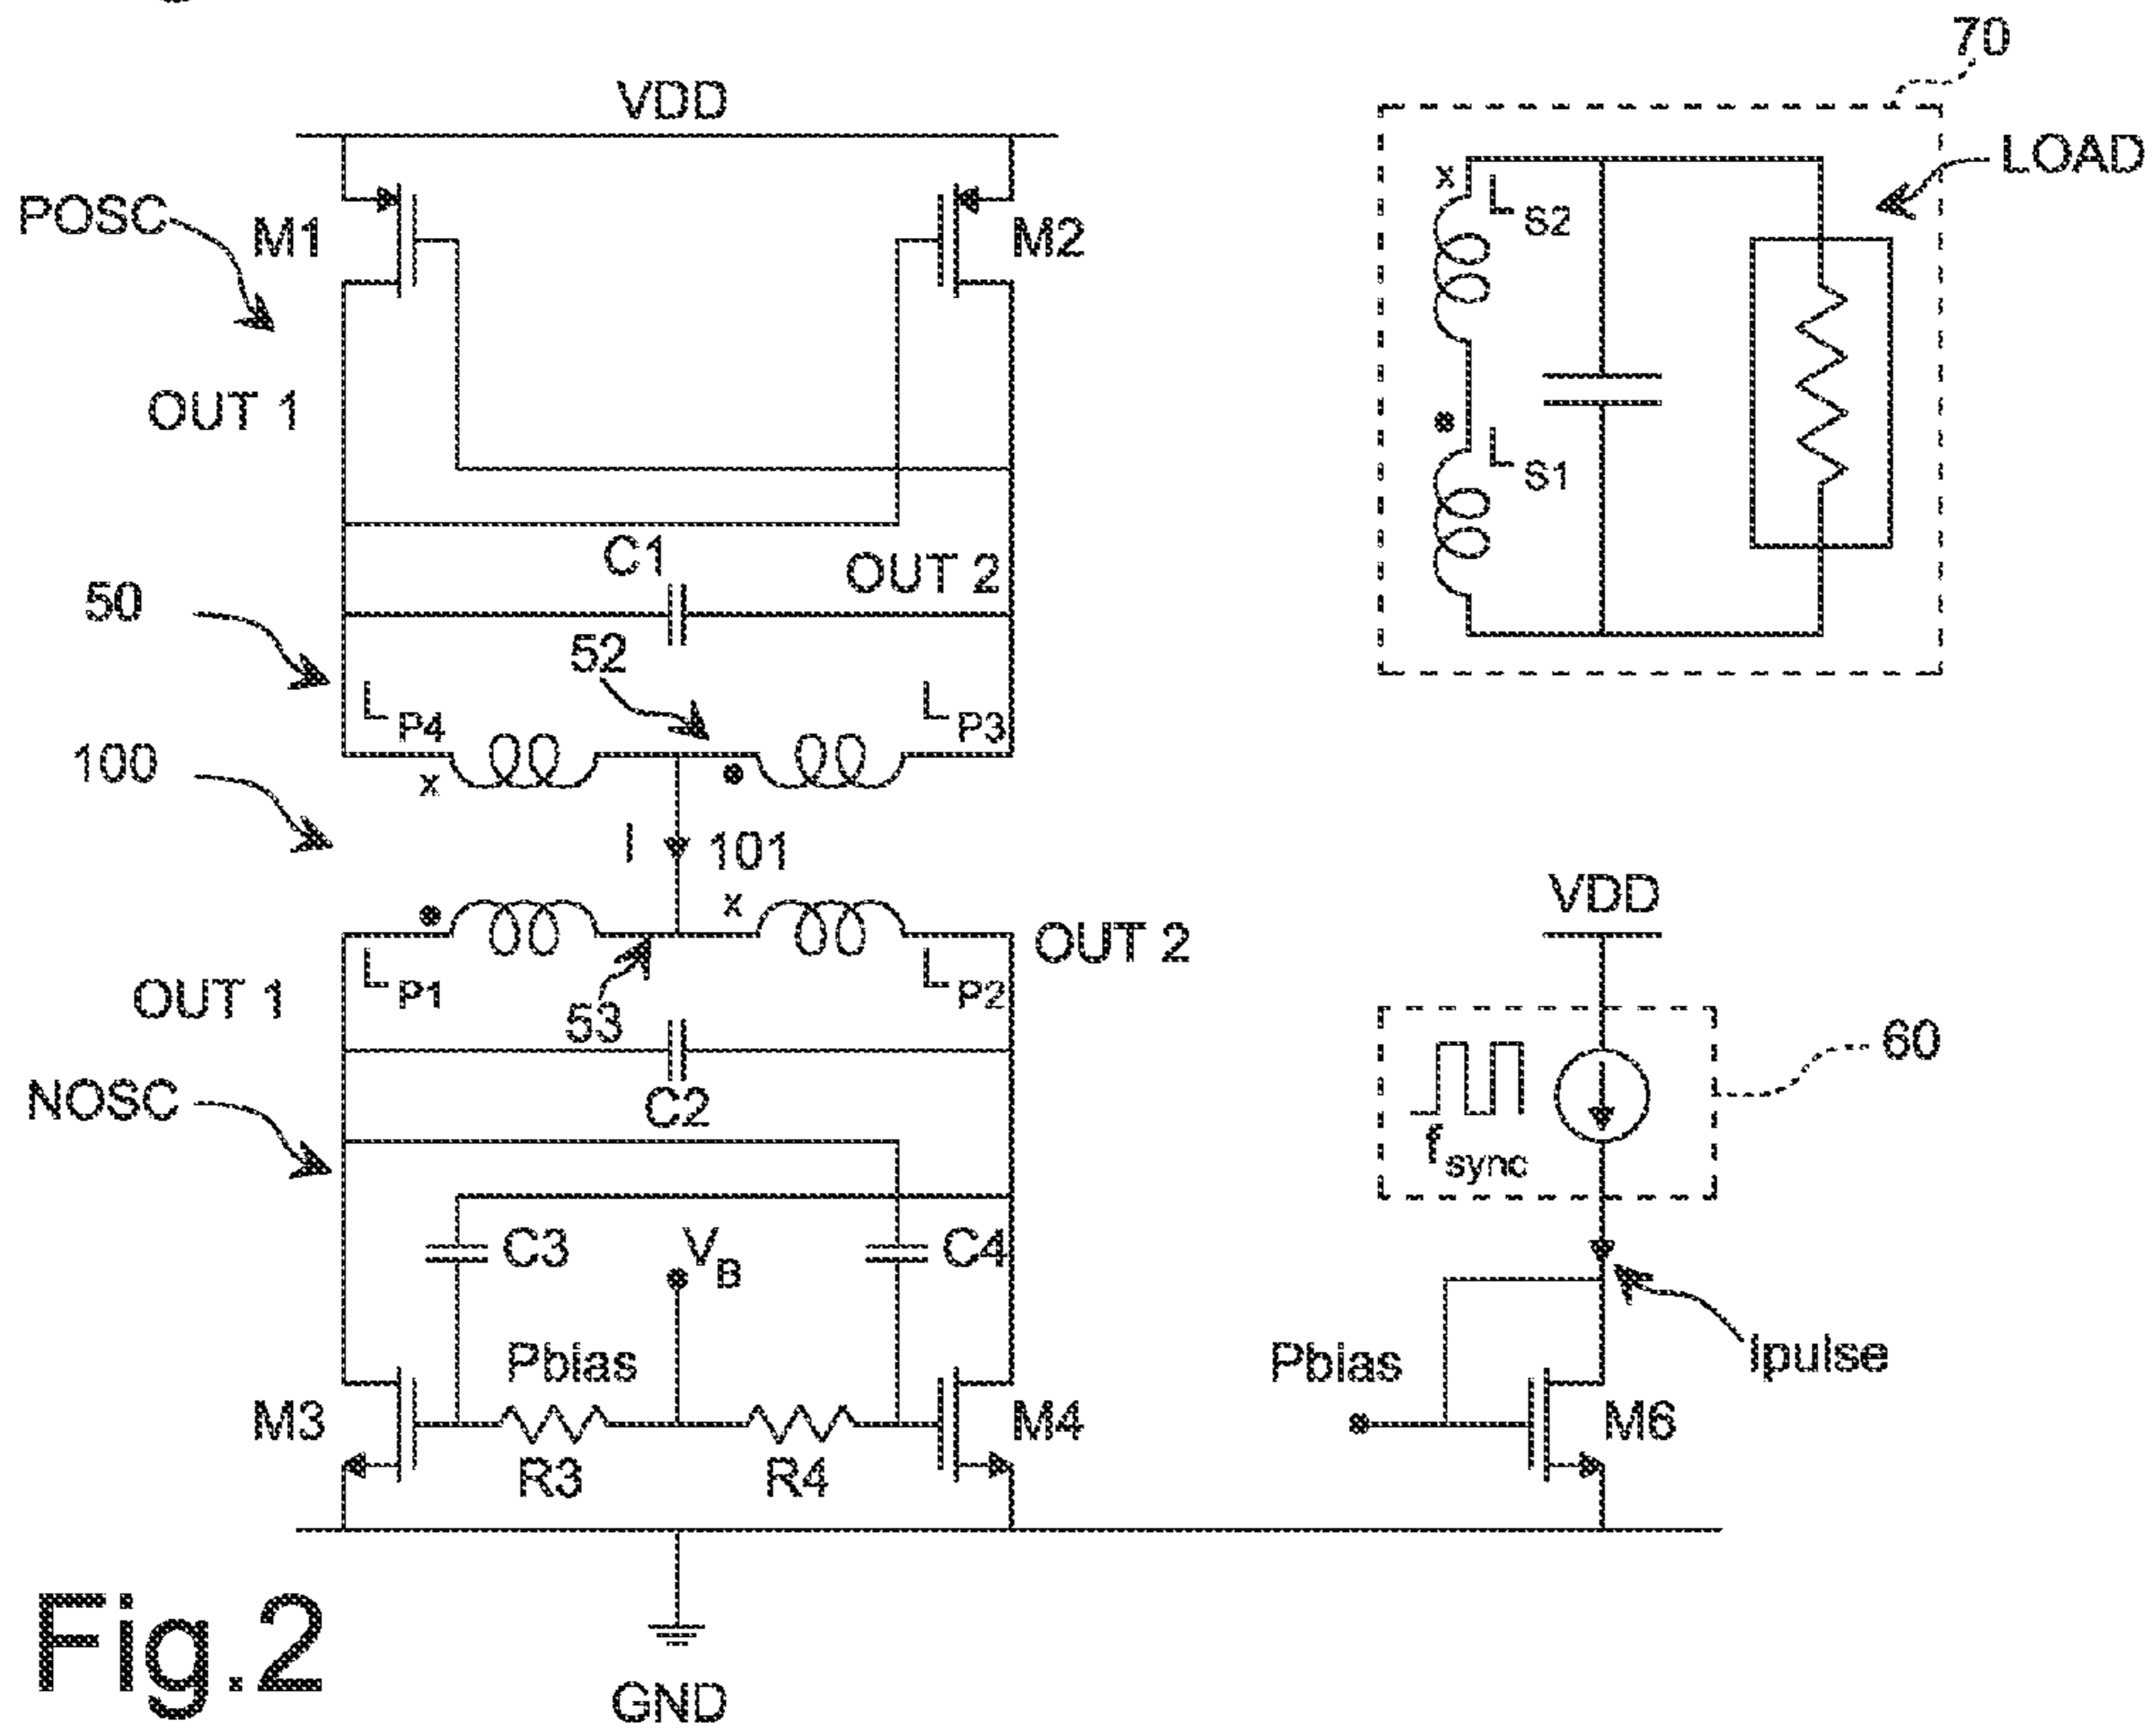 70
VDD
LOAD
POSC
M1
M2
x
LS2
OUT 1
LS1
C1
OUT 2
50
52
LP4
LP3
x
100
I
101
x
VDD
OUT 2
LP1
LP2
OUT 1
53
60
C2
NOSC
fsync
C3
VB
C4
Pbias
Pbias
Ipulse
M3
M4
M6
R3
R4
Fig.2
GND